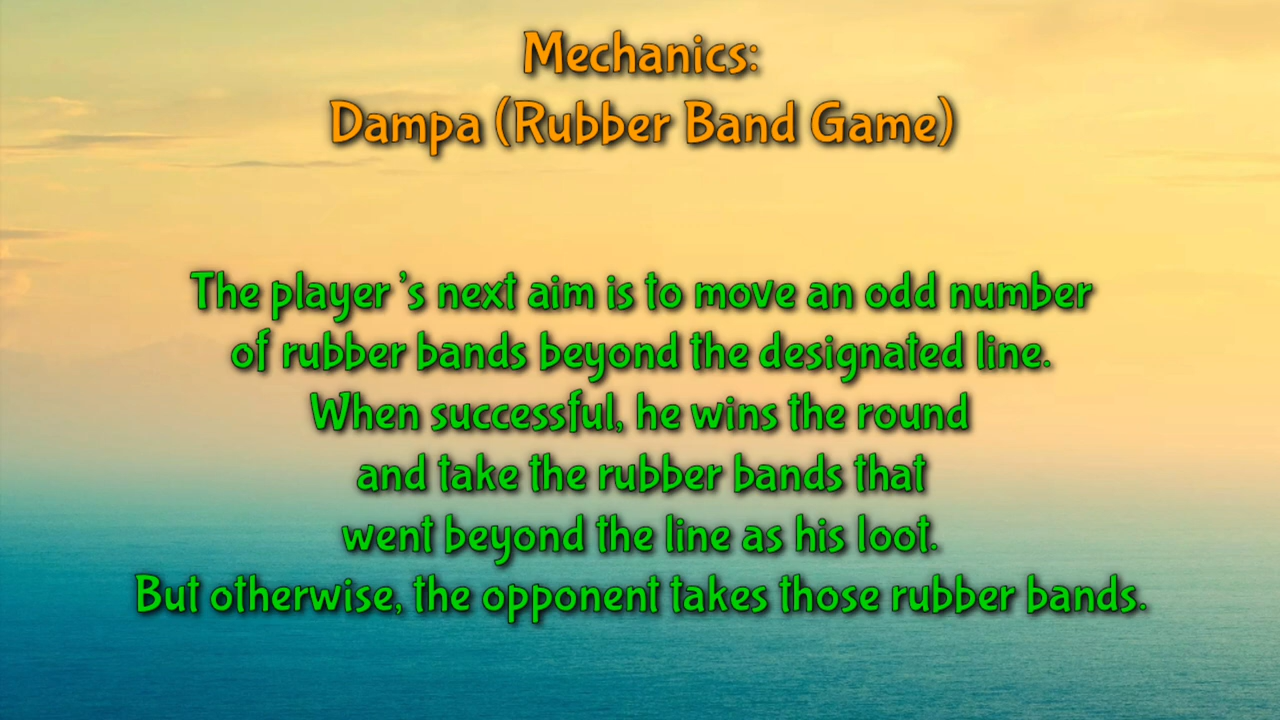 Mechanics:
Dampa (Rubber Band Game)
The player's next aim is to move an odd number
of rubber bands beyond the designated line.
When successful, he wins the round
and take the rubber bands that
went beyond the line as his loot.
But otherwise, the opponent takes those rubber bands.